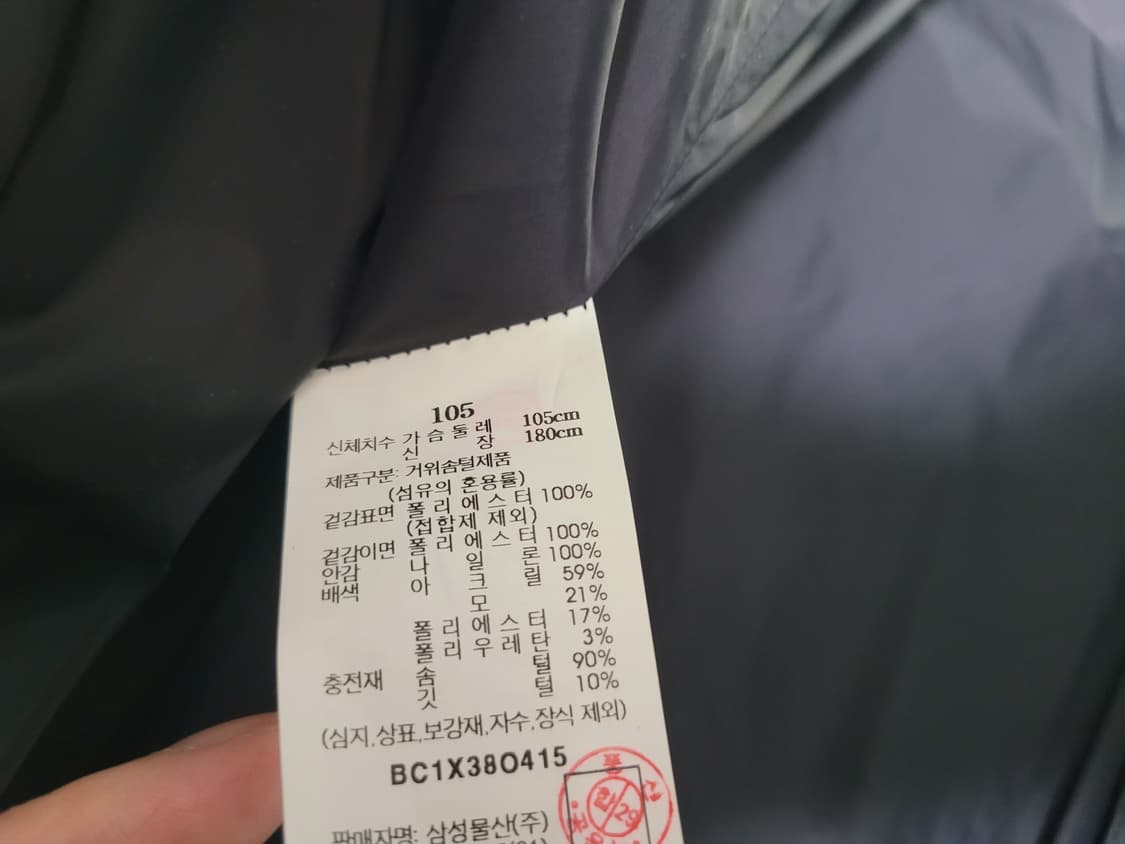 105
신체치수 가슴둘레 105cm
신장 180cm
제품구분: 거위솜털제품
(섬유의 혼용률)
겉감표면 폴리에스터 100%
(접합제 제외)
겉감이면 폴리에스터 100%
안감 나일론 100%
배색 아크릴 59%
모 21%
폴리에스터 17%
폴리우레탄 3%
충전재 솜털 90%
깃털 10%
(심지,상표,보강재,자수,장식 제외)
BC1X380415
판매자명: 삼성물산(주)